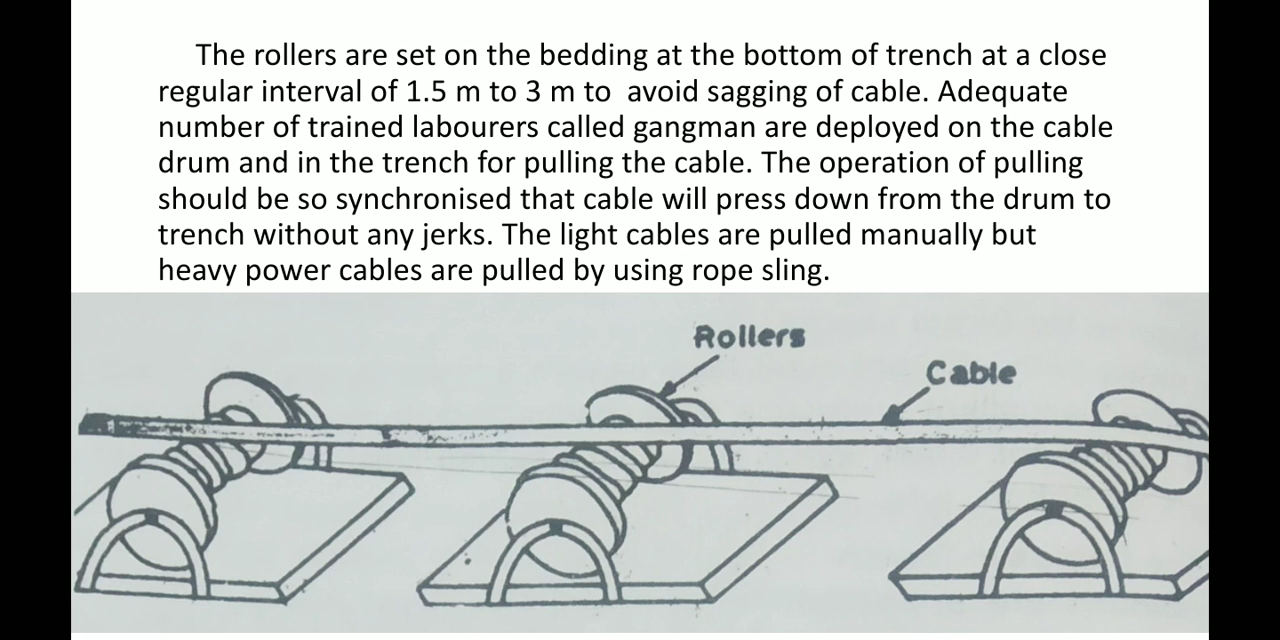 The rollers are set on the bedding at the bottom of trench at a close
regular interval of 1.5 m to 3 m to  avoid sagging of cable. Adequate
number of trained labourers called gangman are deployed on the cable
drum and in the trench for pulling the cable. The operation of pulling
should be so synchronised that cable will press down from the drum to
trench without any jerks. The light cables are pulled manually but
heavy power cables are pulled by using rope sling.
Rollers
Cable